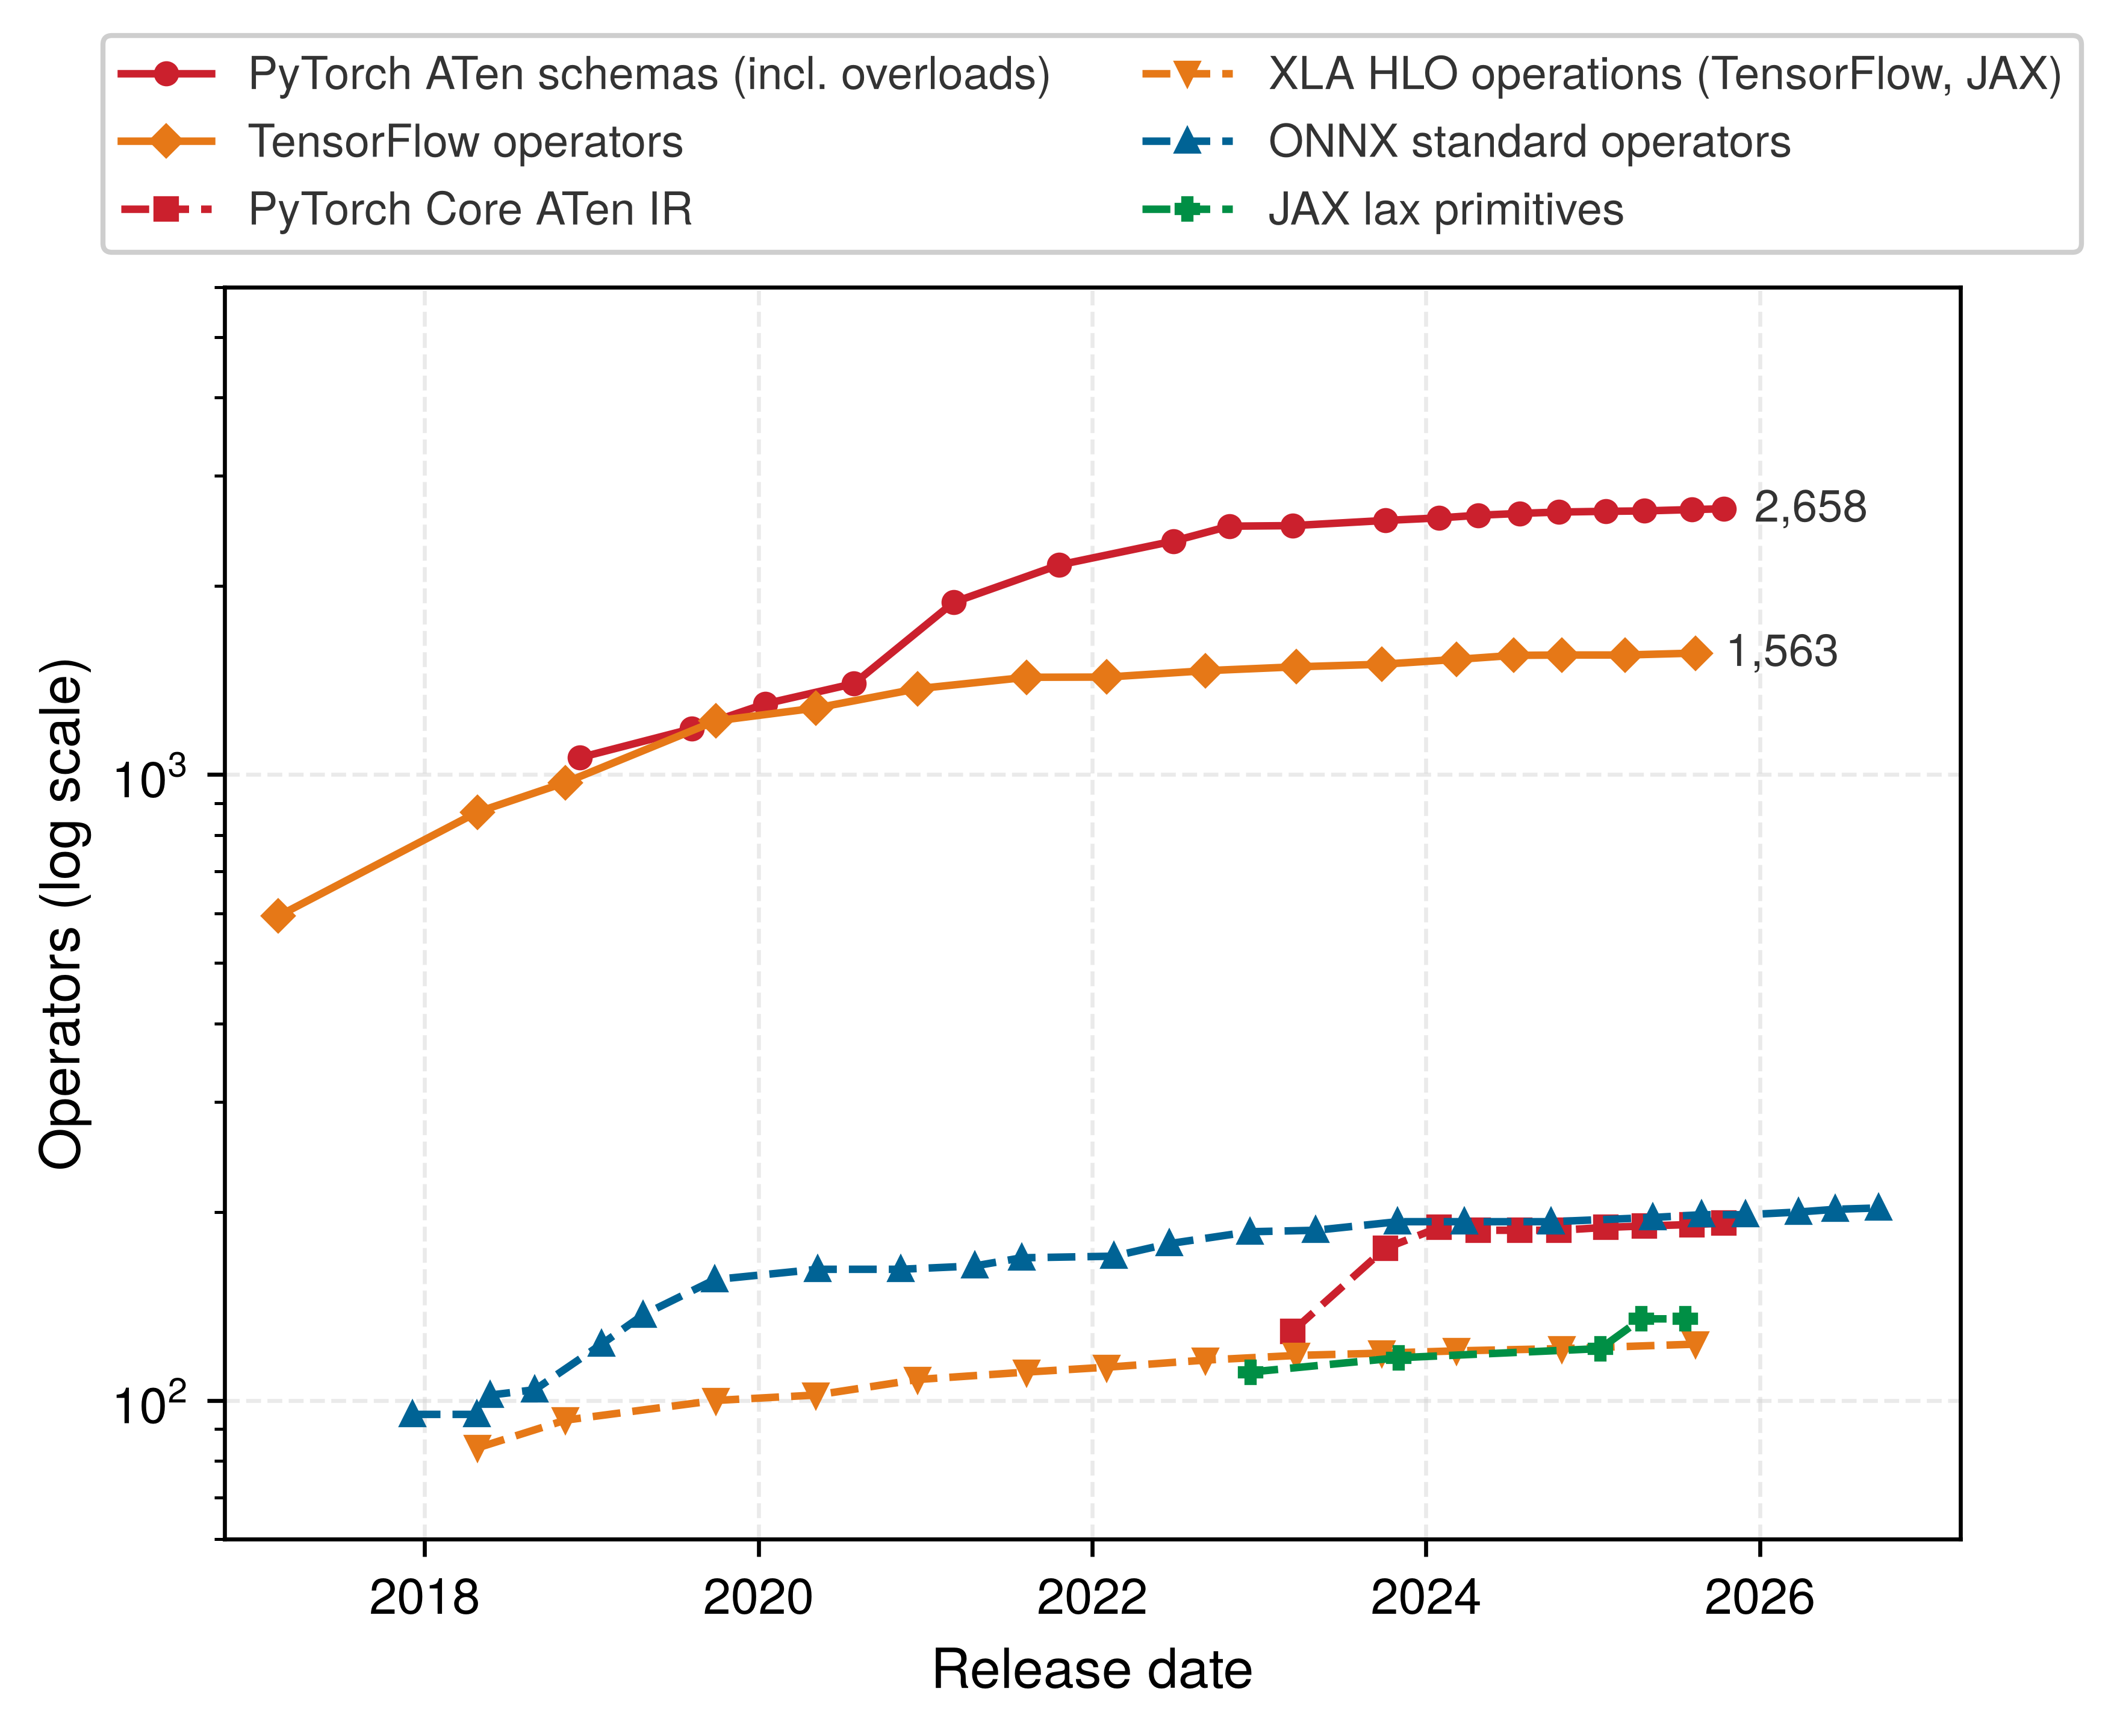 PyTorch ATen schemas (incl. overloads)
TensorFlow operators
PyTorch Core ATen IR
XLA HLO operations (TensorFlow, JAX)
ONNX standard operators
JAX lax primitives
Operators (log scale)
10³
10²
2,658
1,563
2018
2020
2022
2024
2026
Release date